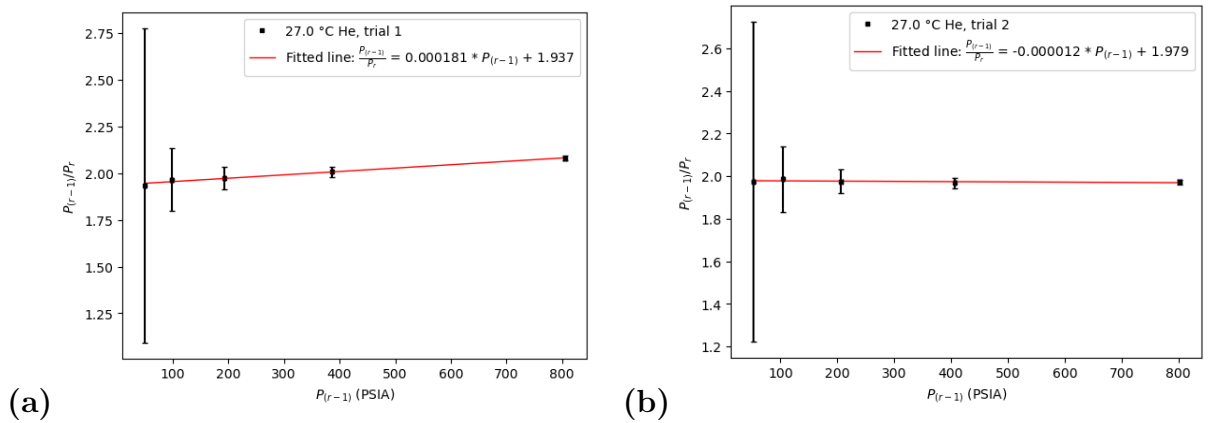 2.75
2.50
2.25
2.00
1.75
1.50
1.25
P(r−1)/Pr
27.0 °C He, trial 1
Fitted line: P(r−1)/Pr = 0.000181 * P(r−1) + 1.937
100 200 300 400 500 600 700 800
P(r−1) (PSIA)
(a)
2.6
2.4
2.2
2.0
1.8
1.6
1.4
1.2
P(r−1)/Pr
27.0 °C He, trial 2
Fitted line: P(r−1)/Pr = -0.000012 * P(r−1) + 1.979
100 200 300 400 500 600 700 800
P(r−1) (PSIA)
(b)